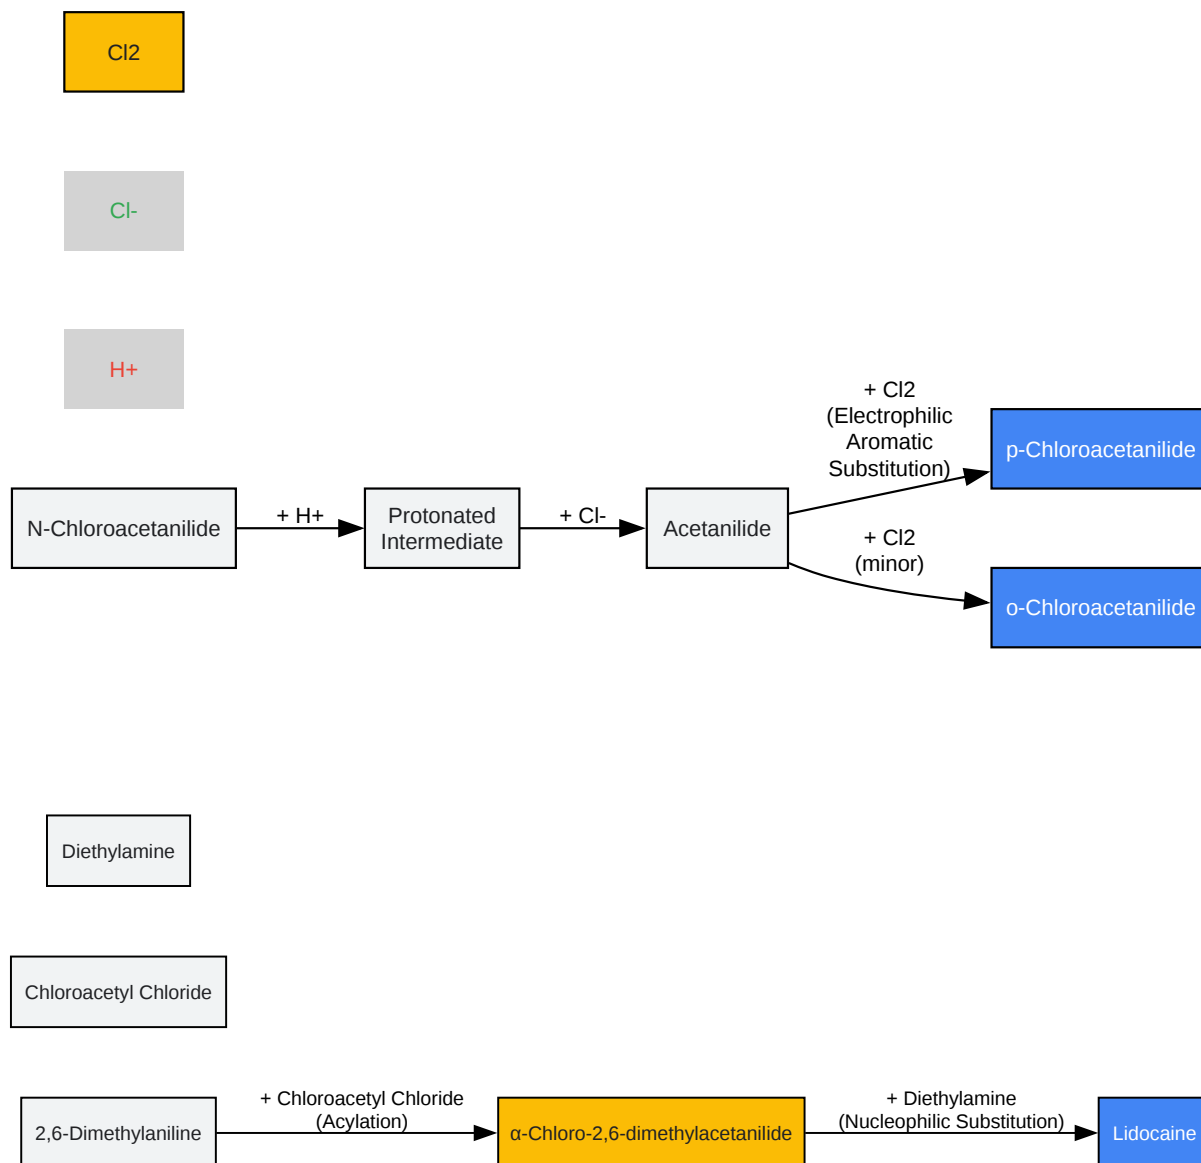 Cl2
Cl-
H+
+ Cl2
(Electrophilic
Aromatic
Substitution)
p-Chloroacetanilide
N-Chloroacetanilide
+ H+
Protonated
Intermediate
+ Cl-
Acetanilide
+ Cl2
(minor)
o-Chloroacetanilide
Diethylamine
Chloroacetyl Chloride
2,6-Dimethylaniline
+ Chloroacetyl Chloride
(Acylation)
α-Chloro-2,6-dimethylacetanilide
+ Diethylamine
(Nucleophilic Substitution)
Lidocaine